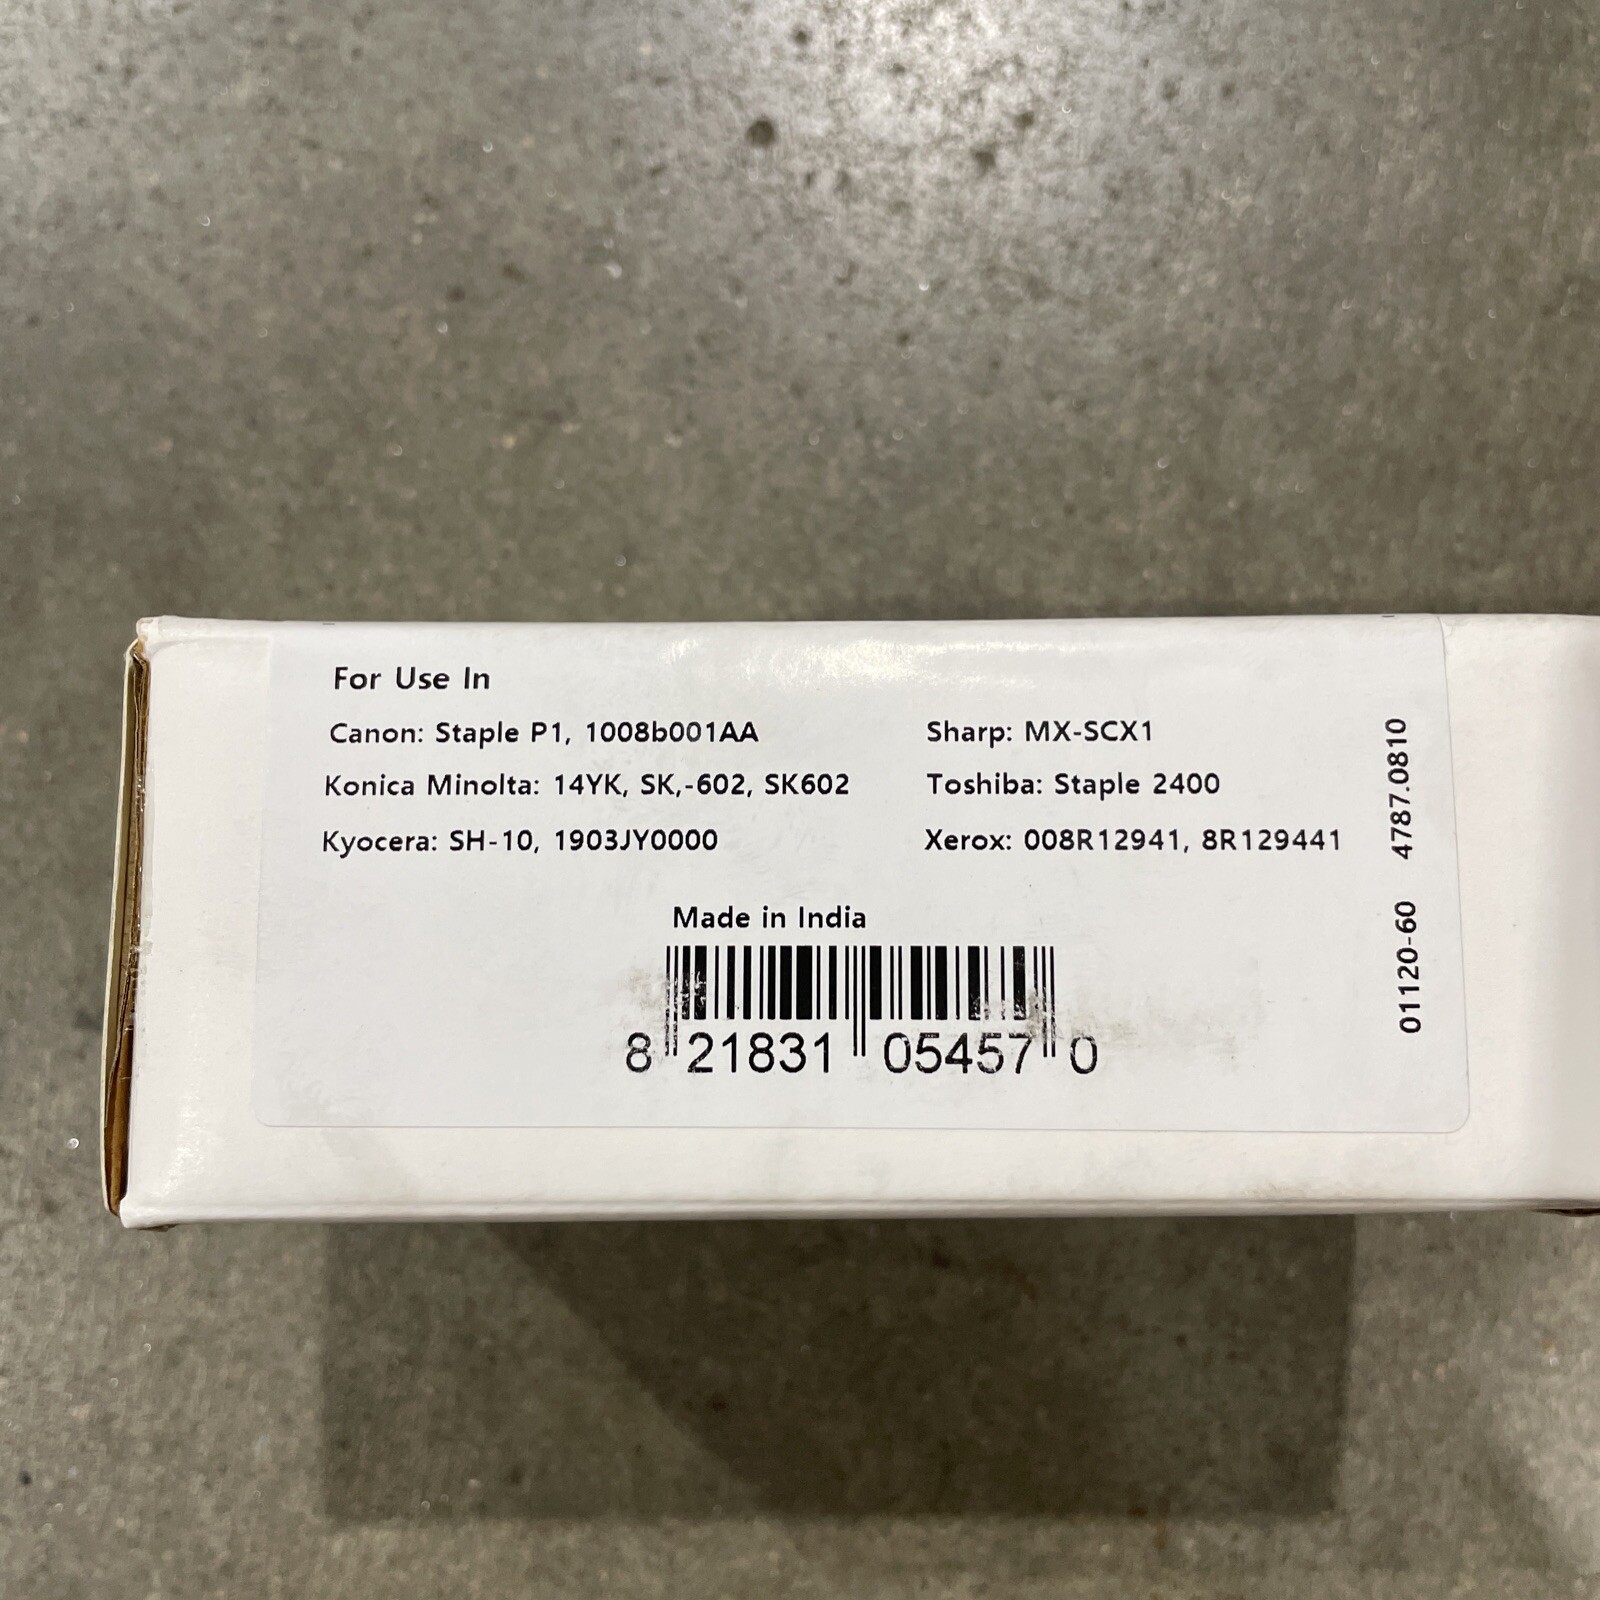 For Use In
Canon: Staple P1, 1008b001AA
Konica Minolta: 14YK, SK,-602, SK602
Kyocera: SH-10, 1903JY0000
Sharp: MX-SCX1
Toshiba: Staple 2400
Xerox: 008R12941, 8R129441
Made in India
8 21831 05457 0
01120-60 4787.0810